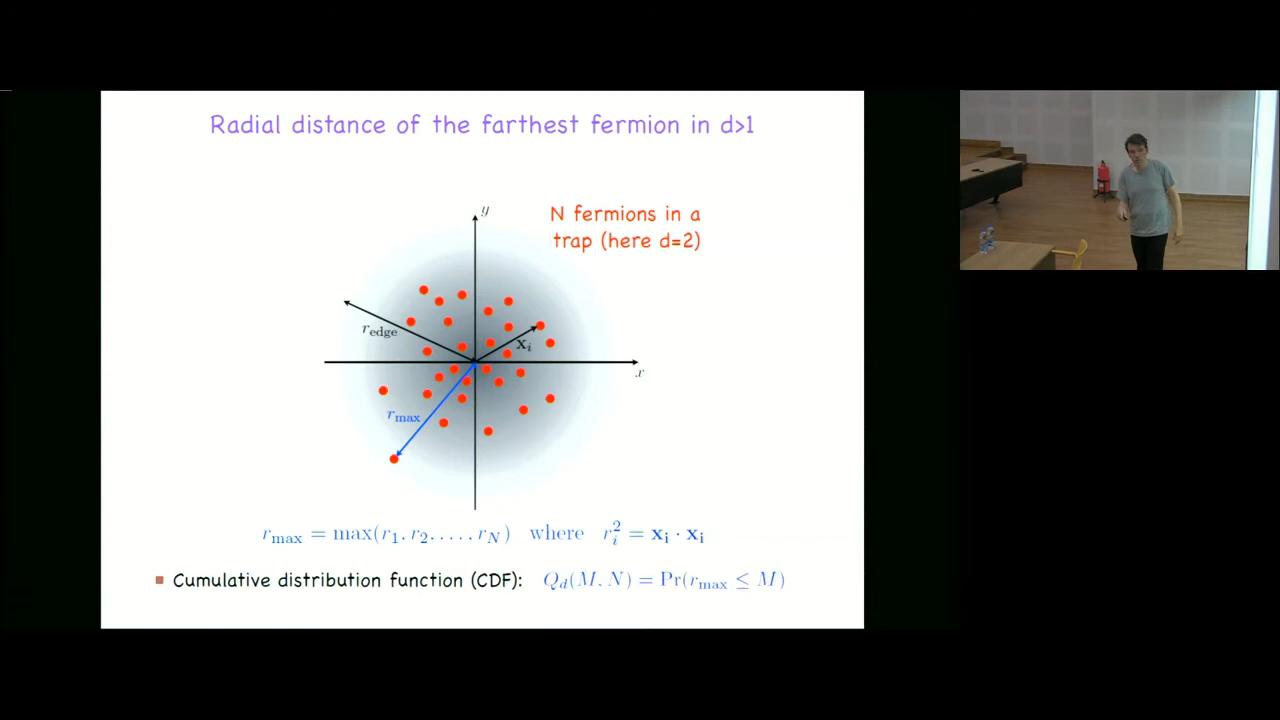 Radial distance of the farthest fermion in d>1
y
N fermions in a
trap (here d=2)
r_edge
x_i
x
r_max
r_max = max(r_1, r_2, ...., r_N) where r_i^2 = x_i · x_i
Cumulative distribution function (CDF): Q_d(M, N) = Pr(r_max ≤ M)